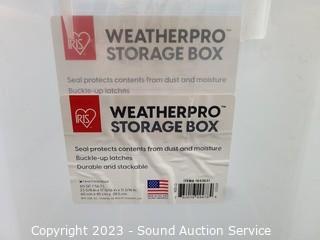 IRIS
WEATHERPRO™
STORAGE BOX
Seal protects contents from dust and moisture
Buckle-up latches
IRIS
WEATHERPRO™
STORAGE BOX
Seal protects contents from dust and moisture
Buckle-up latches
Durable and stackable
Copyright 2023 - Sound Auction Service